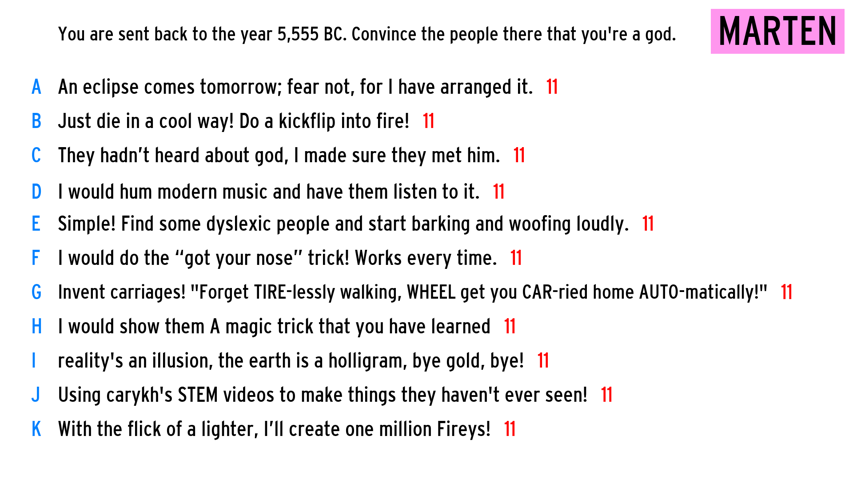 You are sent back to the year 5,555 BC. Convince the people there that you're a god.
MARTEN
A An eclipse comes tomorrow; fear not, for I have arranged it. 11
B Just die in a cool way! Do a kickflip into fire! 11
C They hadn’t heard about god, I made sure they met him. 11
D I would hum modern music and have them listen to it. 11
E Simple! Find some dyslexic people and start barking and woofing loudly. 11
F I would do the “got your nose” trick! Works every time. 11
G Invent carriages! "Forget TIRE-lessly walking, WHEEL get you CAR-ried home AUTO-matically!" 11
H I would show them A magic trick that you have learned 11
I reality's an illusion, the earth is a holligram, bye gold, bye! 11
J Using carykh's STEM videos to make things they haven't ever seen! 11
K With the flick of a lighter, I’ll create one million Fireys! 11